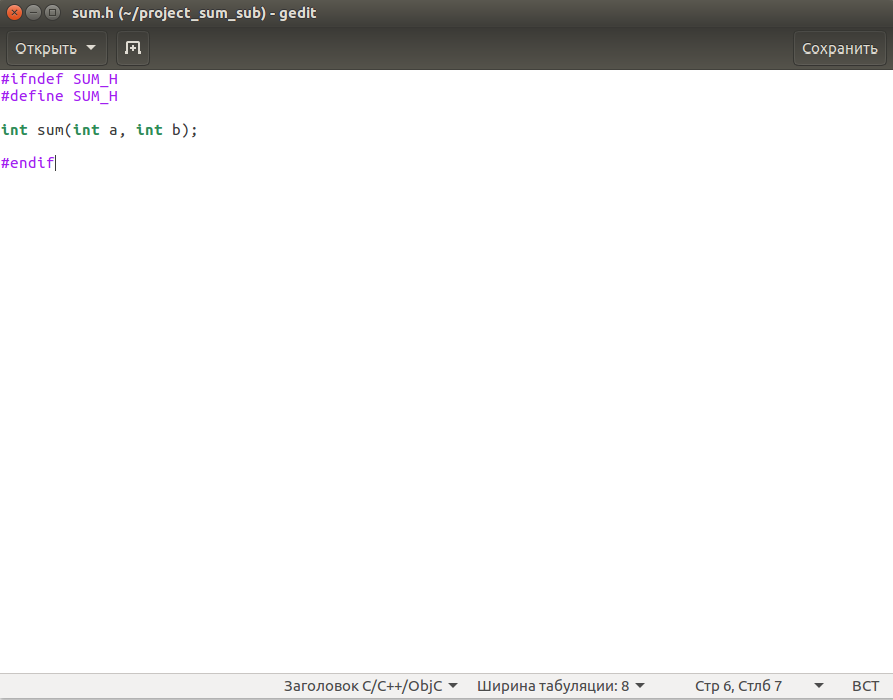 sum.h (~/project_sum_sub) - gedit
Открыть
Сохранить
#ifndef SUM_H
#define SUM_H
int sum(int a, int b);
#endif
Заголовок C/C++/ObjC
Ширина табуляции: 8
Стр 6, Стлб 7
ВСТ